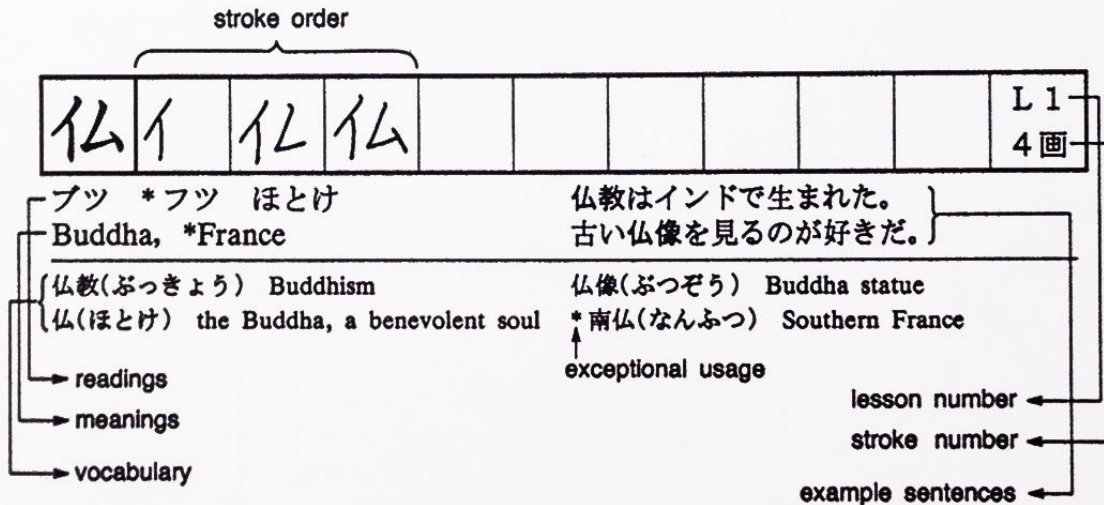 stroke order
仏 イ 仏 仏 L1
4画
ブツ *フツ ほとけ
Buddha, *France
仏教はインドで生まれた。
古い仏像を見るのが好きだ。
仏教(ぶっきょう) Buddhism
仏(ほとけ) the Buddha, a benevolent soul
仏像(ぶつぞう) Buddha statue
*南仏(なんふつ) Southern France
exceptional usage
readings
meanings
vocabulary
lesson number
stroke number
example sentences